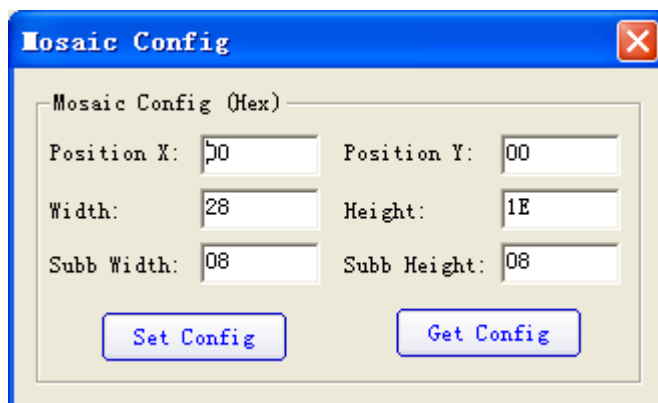 Mosaic Config
Mosaic Config (Hex)
Position X: 00 Position Y: 00
Width: 28 Height: 1E
Subb Width: 08 Subb Height: 08
Set Config Get Config